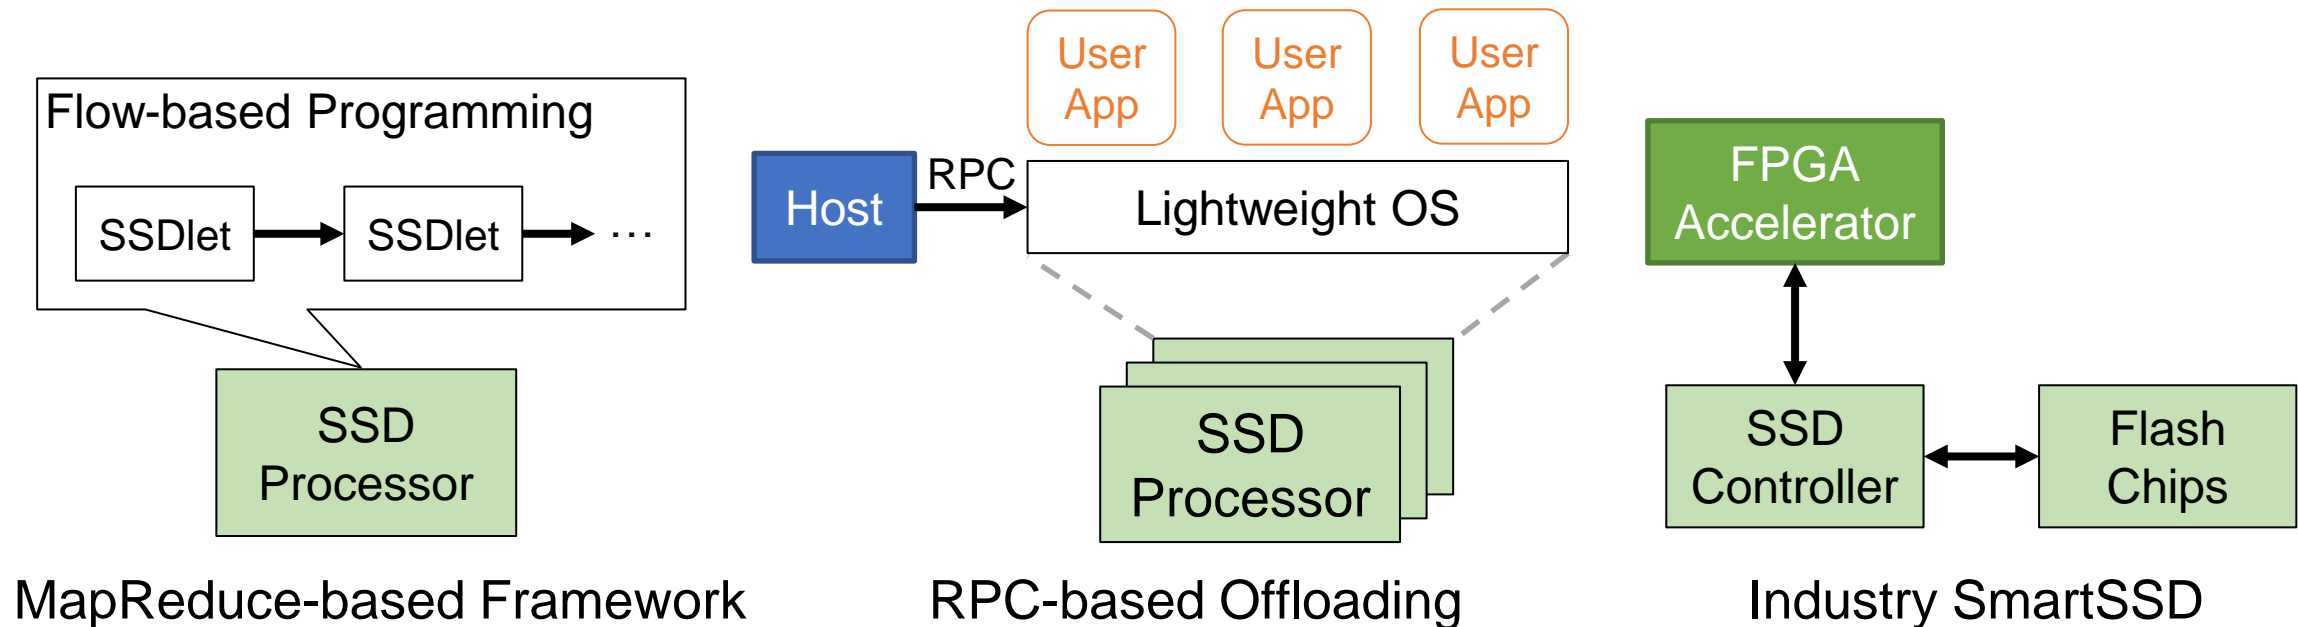 Flow-based Programming
SSDlet
SSDlet
...
SSD
Processor
MapReduce-based Framework
User
App
User
App
User
App
Host
RPC
Lightweight OS
SSD
Processor
RPC-based Offloading
FPGA
Accelerator
SSD
Controller
Flash
Chips
Industry SmartSSD